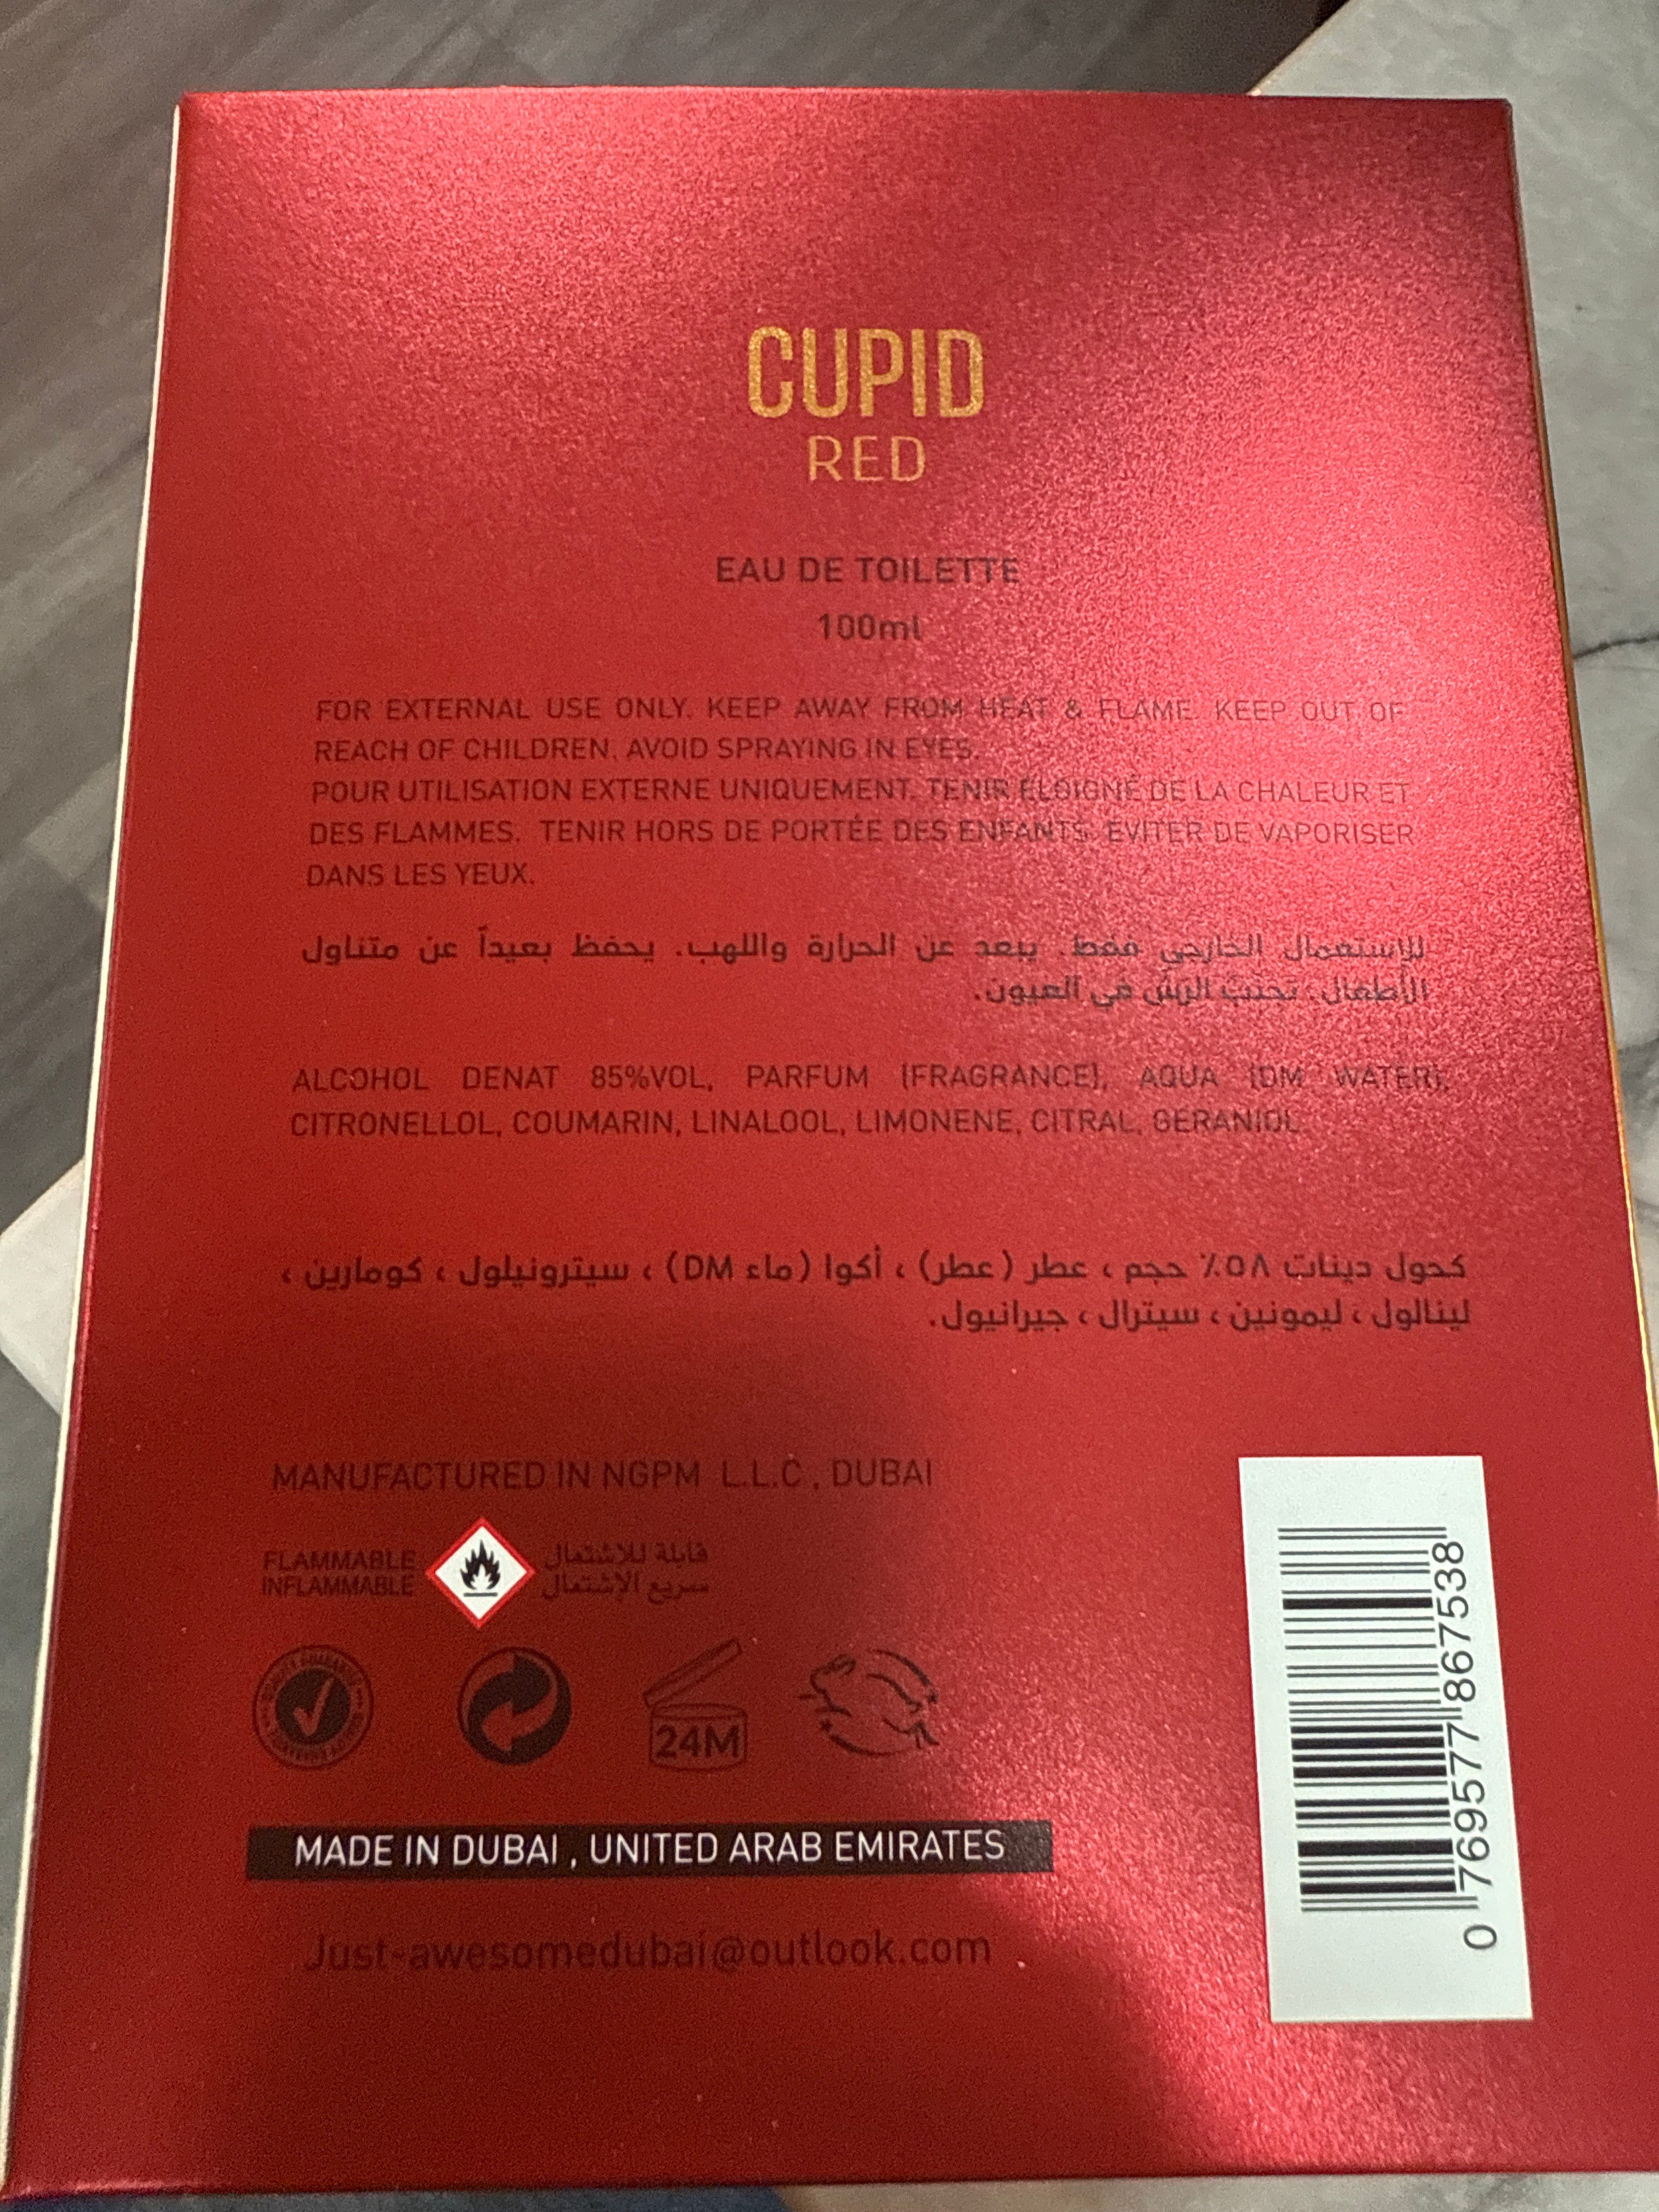 CUPID
RED
EAU DE TOILETTE
100ml
FOR EXTERNAL USE ONLY. KEEP AWAY FROM HEAT & FLAME. KEEP OUT OF
REACH OF CHILDREN. AVOID SPRAYING IN EYES.
POUR UTILISATION EXTERNE UNIQUEMENT. TENIR ÉLOIGNÉ DE LA CHALEUR ET
DES FLAMMES. TENIR HORS DE PORTÉE DES ENFANTS. EVITER DE VAPORISER
DANS LES YEUX.
للإستعمال الخارجي فقط. يبعد عن الحرارة واللهب. يحفظ بعيداً عن متناول
الأطفال. تجنب الرش في العيون.
ALCOHOL DENAT 85%VOL, PARFUM (FRAGRANCE), AQUA (DM WATER),
CITRONELLOL, COUMARIN, LINALOOL, LIMONENE, CITRAL, GERANIOL
كحول دينات ٥٨٪ حجم ، عطر (عطر) ، أكوا (ماء DM) ، سيترونيلول ، كومارين ،
لينالول ، ليمونين ، سيترال ، جيرانيول.
MANUFACTURED IN NGPM L.L.C , DUBAI
FLAMMABLE قابلة للاشتعال
INFLAMMABLE سريع الإشتعال
24M
MADE IN DUBAI , UNITED ARAB EMIRATES
Just-awesomedubai@outlook.com
0 769577 867538